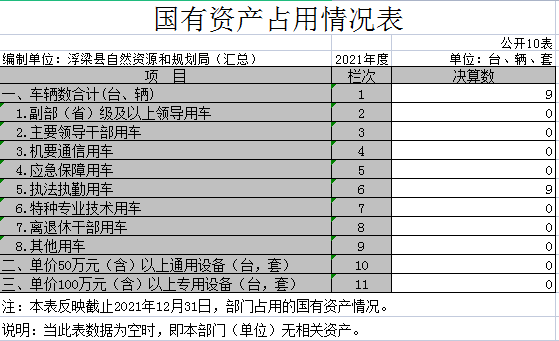 国有资产占用情况表
公开10表
编制单位：浮梁县自然资源和规划局（汇总） 2021年度 单位：台、辆、套
项 目 栏次 决算数
一、车辆数合计(台、辆) 1 9
1.副部（省）级及以上领导用车 2 0
2.主要领导干部用车 3 0
3.机要通信用车 4 0
4.应急保障用车 5 0
5.执法执勤用车 6 9
6.特种专业技术用车 7 0
7.离退休干部用车 8 0
8.其他用车 9 0
二、单价50万元（含）以上通用设备（台，套） 10 0
三、单价100万元（含）以上专用设备（台，套） 11 0
注：本表反映截止2021年12月31日，部门占用的国有资产情况。
说明：当此表数据为空时，即本部门（单位）无相关资产。